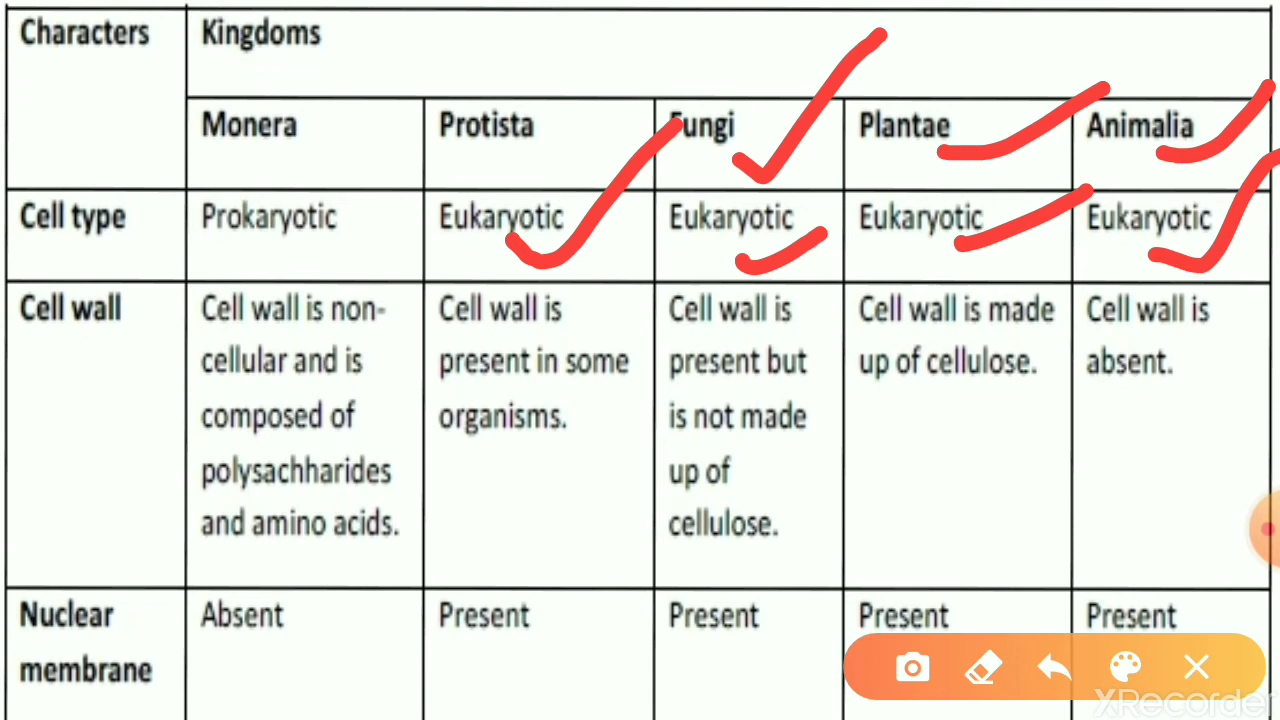 Characters
Kingdoms
Monera
Protista
Fungi
Plantae
Animalia
Cell type
Prokaryotic
Eukaryotic
Eukaryotic
Eukaryotic
Eukaryotic
Cell wall
Cell wall is non-
cellular and is
composed of
polysachharides
and amino acids.
Cell wall is
present in some
organisms.
Cell wall is
present but
is not made
up of
cellulose.
Cell wall is made
up of cellulose.
Cell wall is
absent.
Nuclear
membrane
Absent
Present
Present
Present
Present
XRecorder